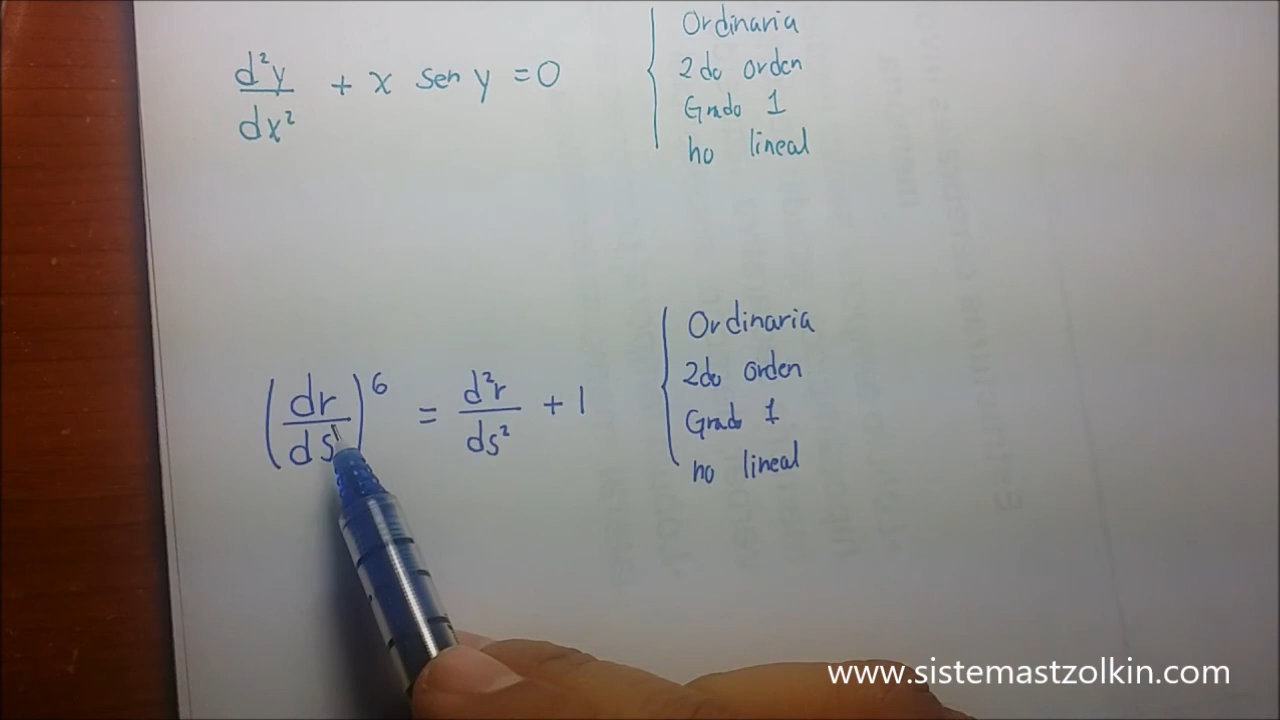 d²y/dx² + x sen y = 0
Ordinaria
2do orden
Grado 1
no lineal
(dr/ds)⁶ = d²r/ds² + 1
Ordinaria
2do orden
Grado 1
no lineal
www.sistemastzolkin.com